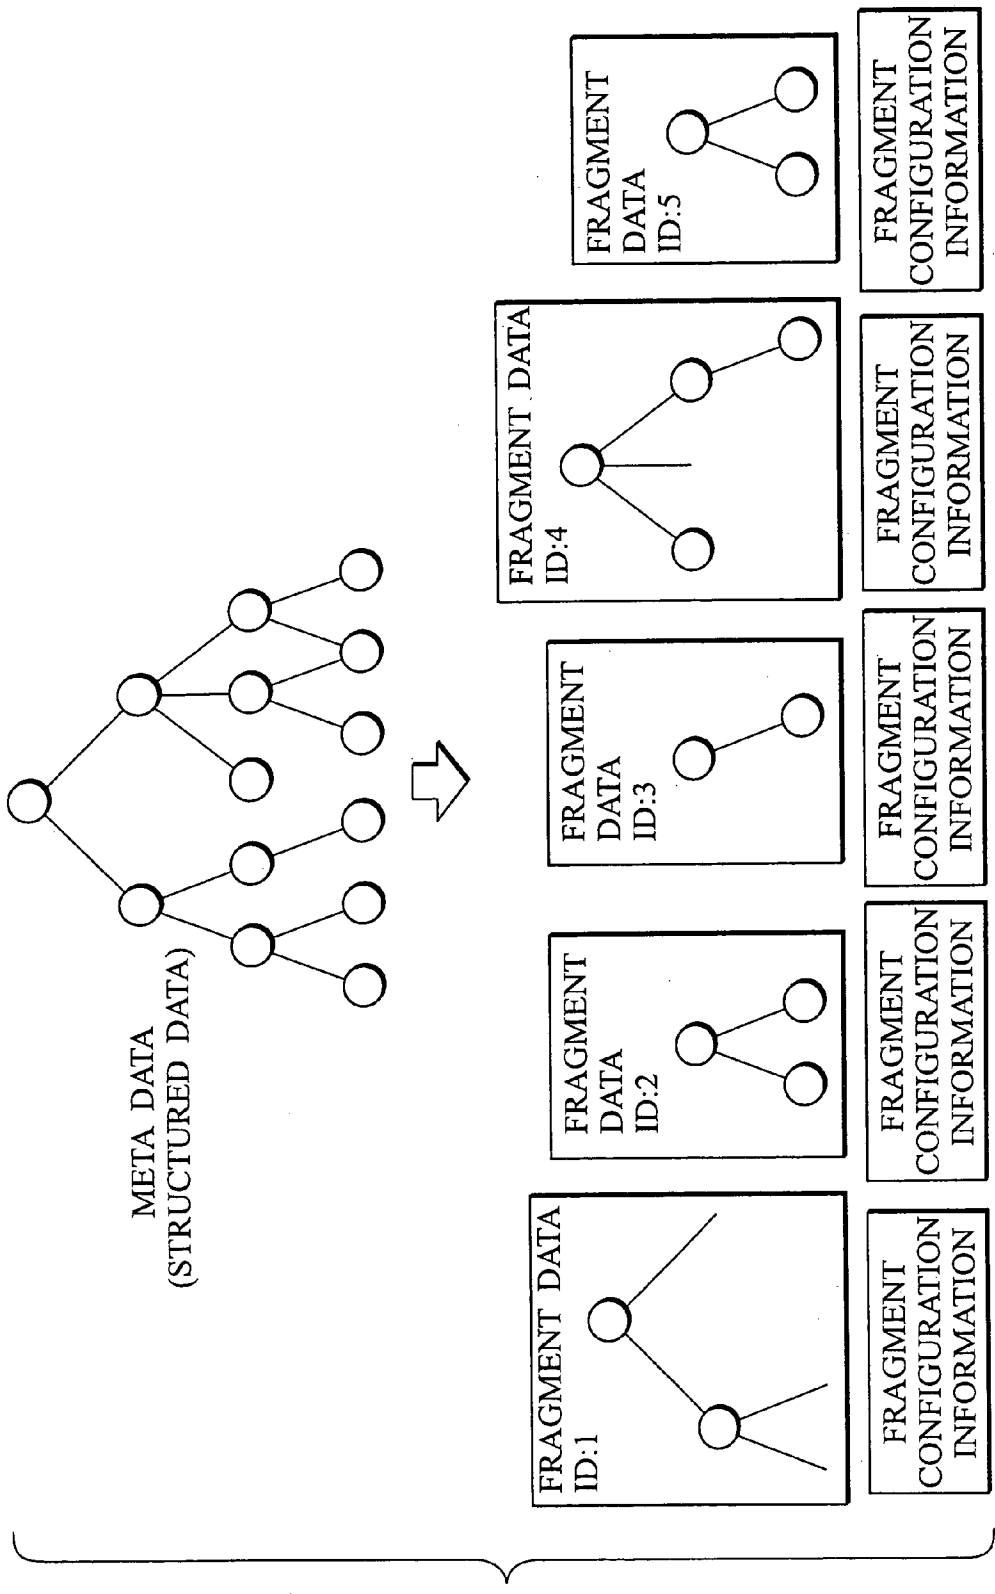 META DATA
(STRUCTURED DATA)
FRAGMENT DATA
ID:1
FRAGMENT
DATA
ID:2
FRAGMENT
DATA
ID:3
FRAGMENT DATA
ID:4
FRAGMENT
DATA
ID:5
FRAGMENT
CONFIGURATION
INFORMATION
FRAGMENT
CONFIGURATION
INFORMATION
FRAGMENT
CONFIGURATION
INFORMATION
FRAGMENT
CONFIGURATION
INFORMATION
FRAGMENT
CONFIGURATION
INFORMATION